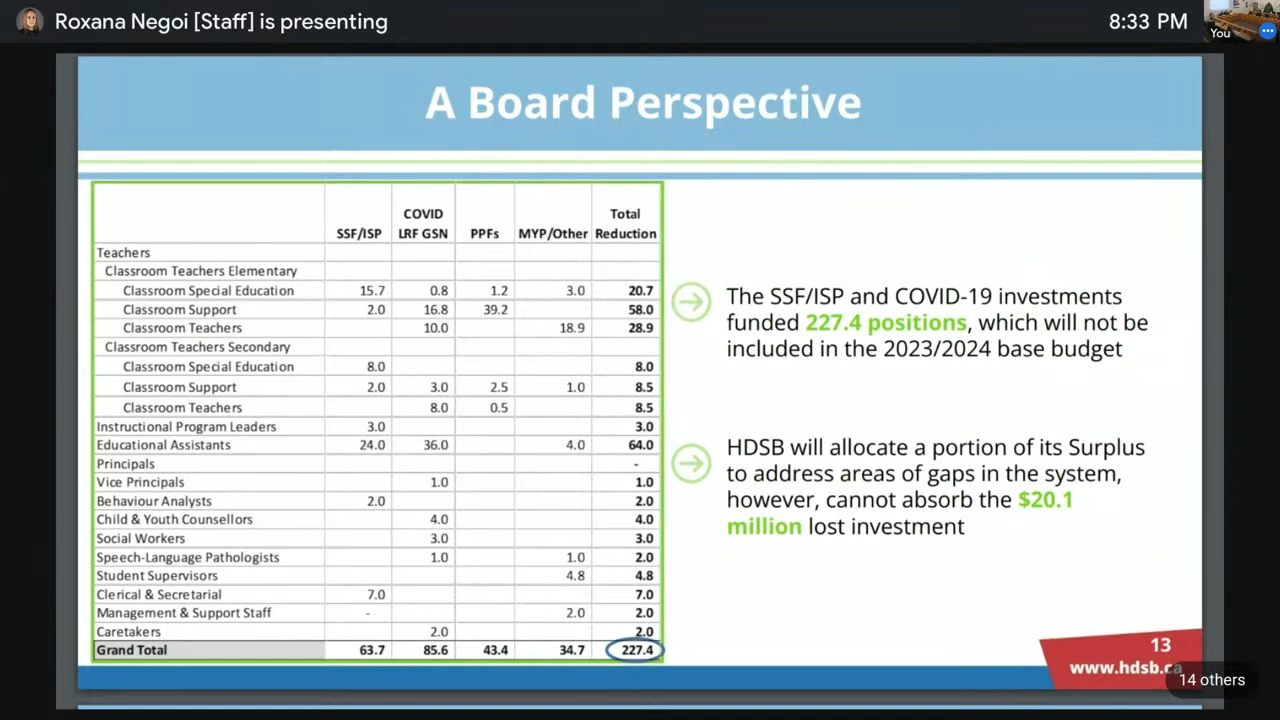 Roxana Negoi [Staff] is presenting
8:33 PM
You
A Board Perspective
SSF/ISP COVID LRF GSN PPFs MYP/Other Total Reduction
Teachers
Classroom Teachers Elementary
Classroom Special Education 15.7 0.8 1.2 3.0 20.7
Classroom Support 2.0 16.8 39.2 58.0
Classroom Teachers 10.0 18.9 28.9
Classroom Teachers Secondary
Classroom Special Education 8.0 8.0
Classroom Support 2.0 3.0 2.5 1.0 8.5
Classroom Teachers 8.0 0.5 8.5
Instructional Program Leaders 3.0 3.0
Educational Assistants 24.0 36.0 4.0 64.0
Principals -
Vice Principals 1.0 1.0
Behaviour Analysts 2.0 2.0
Child & Youth Counsellors 4.0 4.0
Social Workers 3.0 3.0
Speech-Language Pathologists 1.0 1.0 2.0
Student Supervisors 4.8 4.8
Clerical & Secretarial 7.0 7.0
Management & Support Staff - 2.0 2.0
Caretakers 2.0 2.0
Grand Total 63.7 85.6 43.4 34.7 227.4
The SSF/ISP and COVID-19 investments
funded 227.4 positions, which will not be
included in the 2023/2024 base budget
HDSB will allocate a portion of its Surplus
to address areas of gaps in the system,
however, cannot absorb the $20.1
million lost investment
13
www.hdsb.ca
14 others